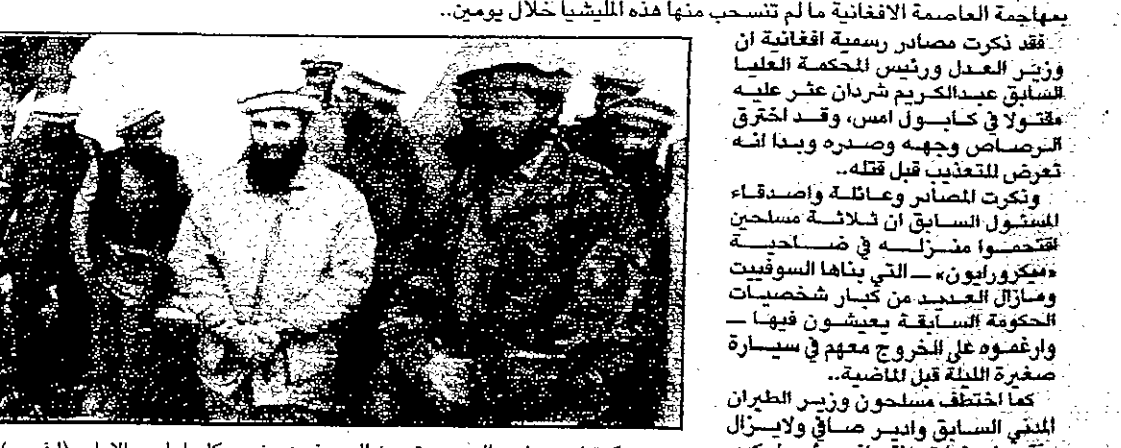 بمهاجمة العاصمة الافغانية ما لم تنسحب منها هذه المليشيا خلال يومين..
فقد ذكرت مصادر رسمية افغانية ان
وزير العدل ورئيس المحكمة العليا
السابق عبدالكريم شردان عثر عليه
مقتولا في كابول امس، وقد اخترق
الرصاص وجهه وصدره وبدا انه
تعرض للتعذيب قبل قتله..
وذكرت المصادر وعائلة واصدقاء
المسئول السابق ان ثلاثة مسلحين
اقتحموا منزله في ضاحية
«ميكرورايون» ــ التي بناها السوفييت
ومازال العديد من كبار شخصيات
الحكومة السابقة يعيشون فيها ــ
وارغموه على الخروج معهم في سيارة
صغيرة الليلة قبل الماضية..
كما اختطف مسلحون وزير الطيران
المدني السابق وادير صافي ولايزال